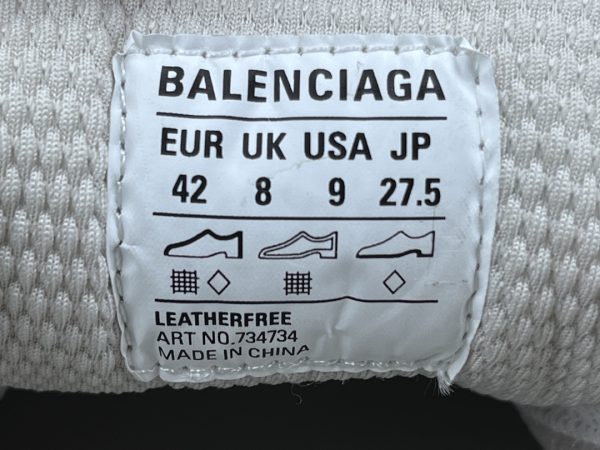 BALENCIAGA
EUR UK USA JP
42 8 9 27.5
LEATHERFREE
ART NO.734734
MADE IN CHINA